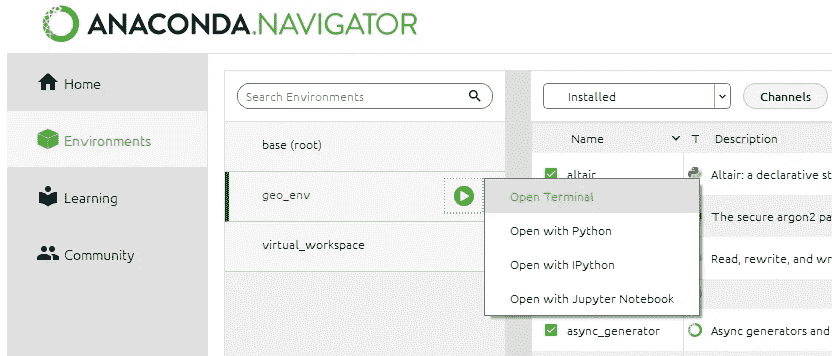 ANACONDA.NAVIGATOR
Home
Environments
Learning
Community
Search Environments
base (root)
geo_env
virtual_workspace
Open Terminal
Open with Python
Open with IPython
Open with Jupyter Notebook
Installed
Channels
Name T Description
altair Altair: a declarative st
The secure argon2 pa
Read, rewrite, and wr
async_generator Async generators and